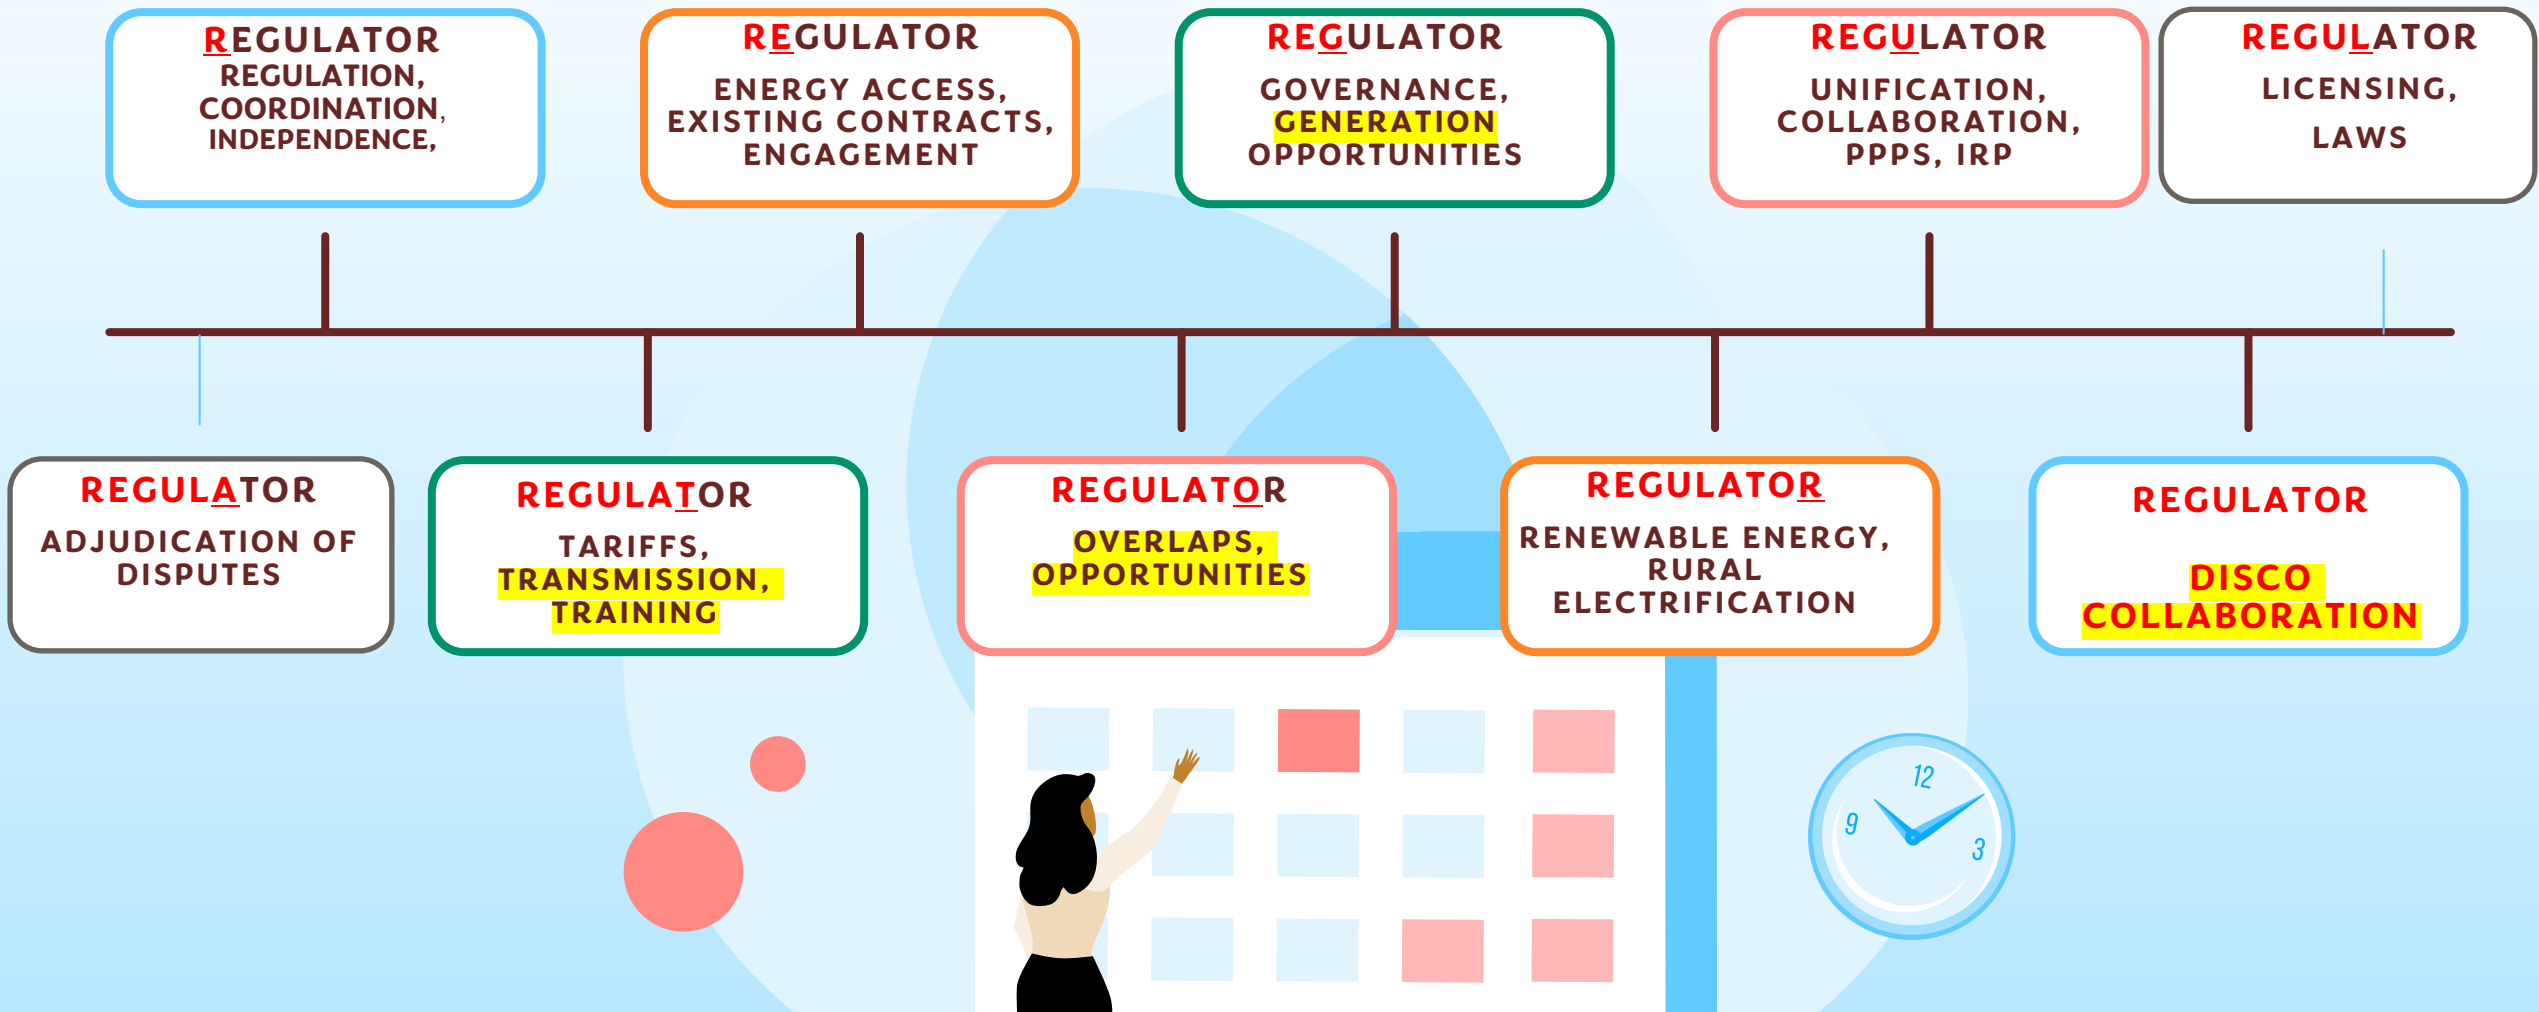 REGULATOR
REGULATION,
COORDINATION,
INDEPENDENCE,
REGULATOR
ENERGY ACCESS,
EXISTING CONTRACTS,
ENGAGEMENT
REGULATOR
GOVERNANCE,
GENERATION
OPPORTUNITIES
REGULATOR
UNIFICATION,
COLLABORATION,
PPPS, IRP
REGULATOR
LICENSING,
LAWS
REGULATOR
ADJUDICATION OF
DISPUTES
REGULATOR
TARIFFS,
TRANSMISSION,
TRAINING
REGULATOR
OVERLAPS,
OPPORTUNITIES
REGULATOR
RENEWABLE ENERGY,
RURAL
ELECTRIFICATION
REGULATOR
DISCO
COLLABORATION
12
9
3